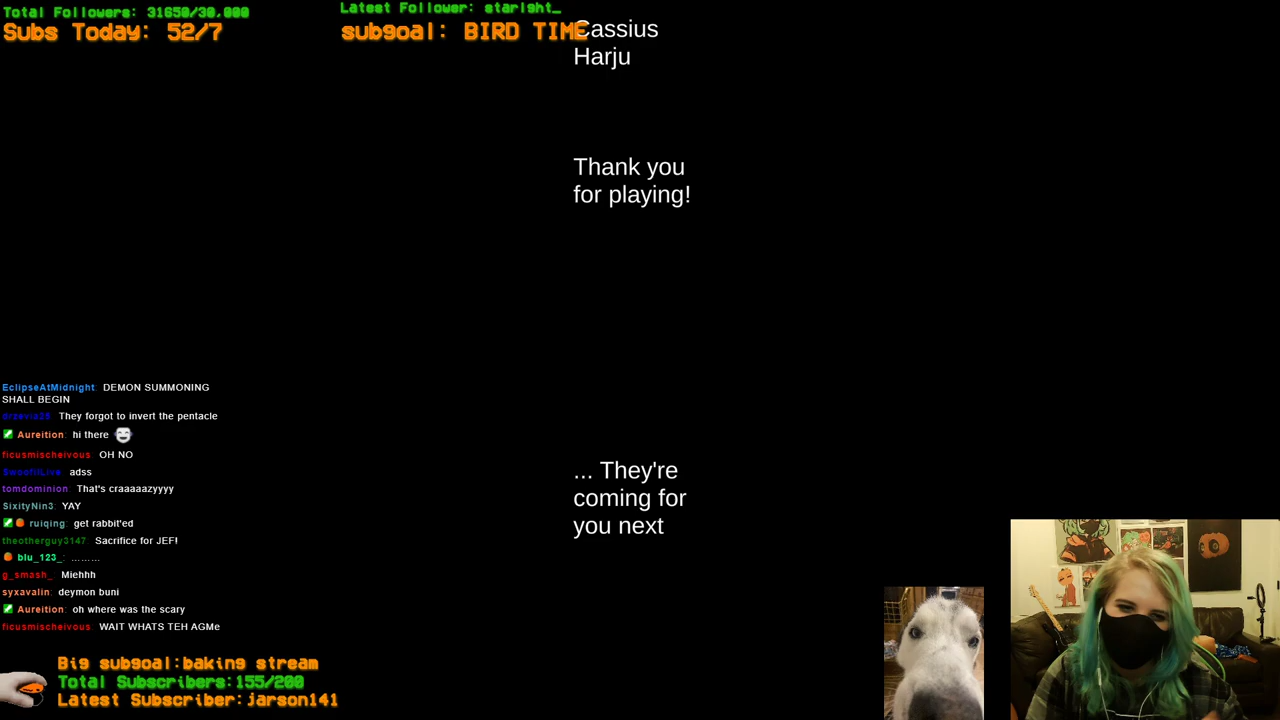 Total Followers: 31650/30,000
Subs Today: 52/7
Latest Follower: starlght_
subgoal: BIRD TIME
Cassius
Harju
Thank you
for playing!
... They're
coming for
you next
EclipseAtMidnight: DEMON SUMMONING
SHALL BEGIN
They forgot to invert the pentacle
Aureition: hi there
ficusmischeivous: OH NO
adss
tomdominion: That's craaaaazyyyy
SixityNin3: YAY
ruiqing: get rabbit'ed
theotherguy3147: Sacrifice for JEF!
blu_123_: .........
g_smash_: Miehhh
syxavalin: deymon buni
Aureition: oh where was the scary
ficusmischeivous: WAIT WHATS TEH AGMe
Big subgoal:baking stream
Total Subscribers:155/200
Latest Subscriber:jarson141